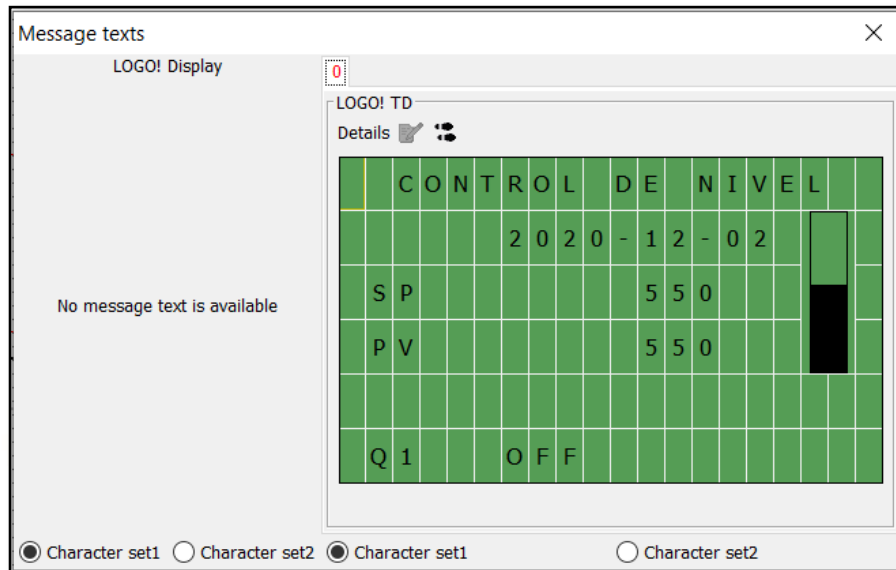 Message texts
LOGO! Display
0
LOGO! TD
Details
CONTROL DE NIVEL
2020-12-02
SP 550
No message text is available
PV 550
Q1 OFF
Character set1 Character set2 Character set1 Character set2